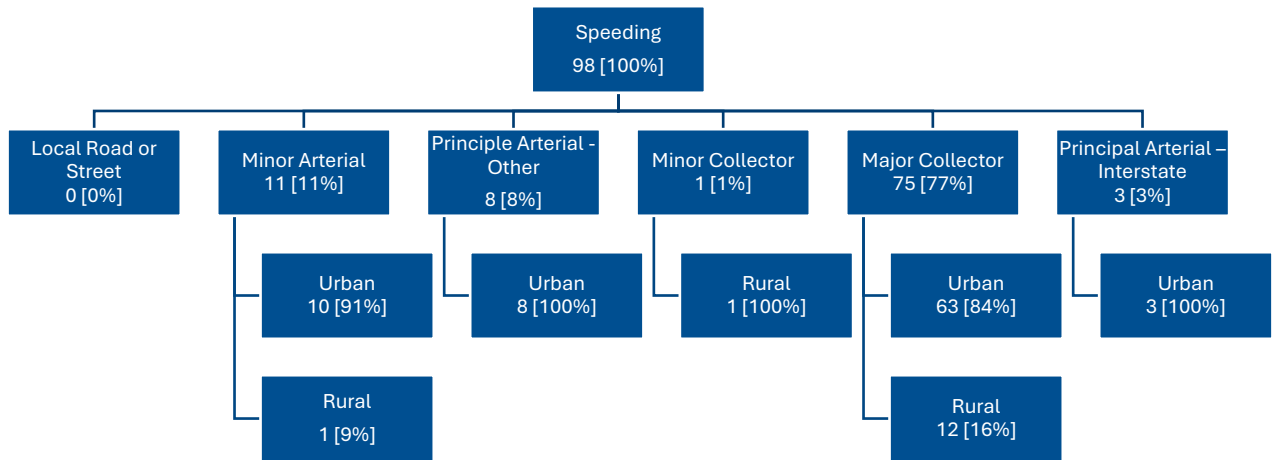 Speeding
98 [100%]
Local Road or
Street
0 [0%]
Minor Arterial
11 [11%]
Principle Arterial -
Other
8 [8%]
Minor Collector
1 [1%]
Major Collector
75 [77%]
Principal Arterial –
Interstate
3 [3%]
Urban
10 [91%]
Urban
8 [100%]
Rural
1 [100%]
Urban
63 [84%]
Urban
3 [100%]
Rural
1 [9%]
Rural
12 [16%]